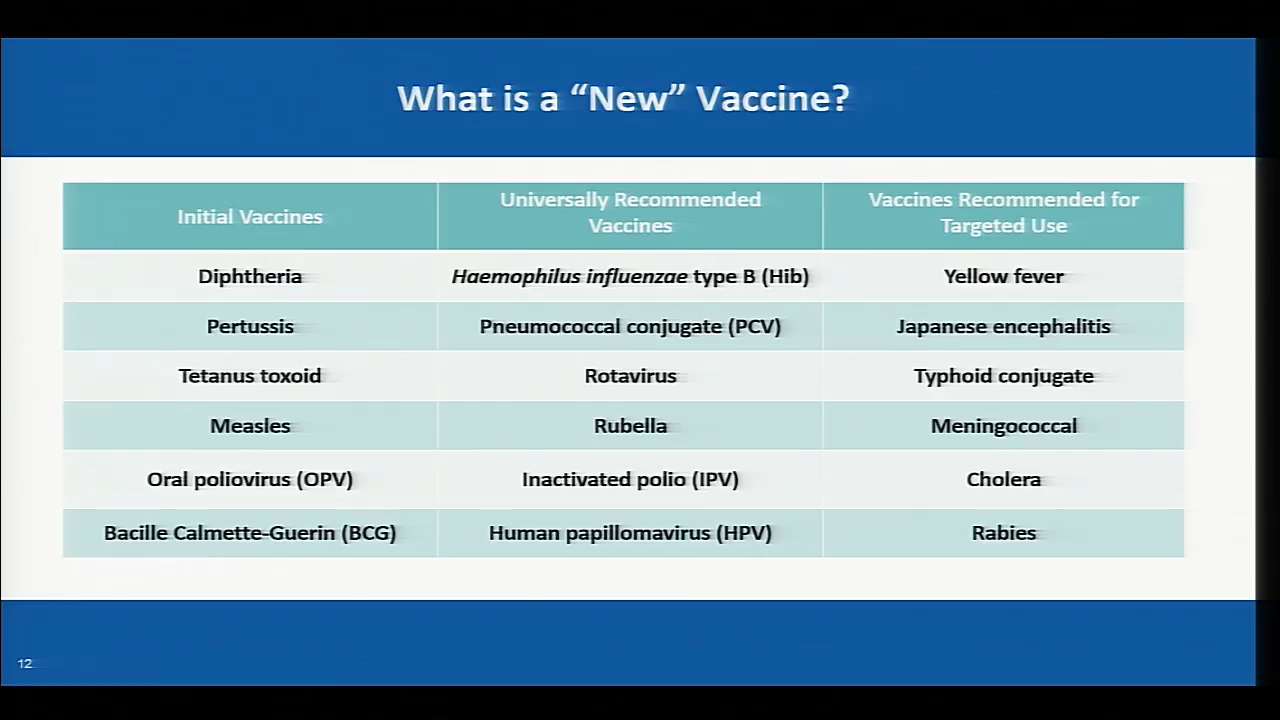 What is a “New” Vaccine?
Initial Vaccines
Universally Recommended
Vaccines
Vaccines Recommended for
Targeted Use
Diphtheria
Haemophilus influenzae type B (Hib)
Yellow fever
Pertussis
Pneumococcal conjugate (PCV)
Japanese encephalitis
Tetanus toxoid
Rotavirus
Typhoid conjugate
Measles
Rubella
Meningococcal
Oral poliovirus (OPV)
Inactivated polio (IPV)
Cholera
Bacille Calmette-Guerin (BCG)
Human papillomavirus (HPV)
Rabies
12